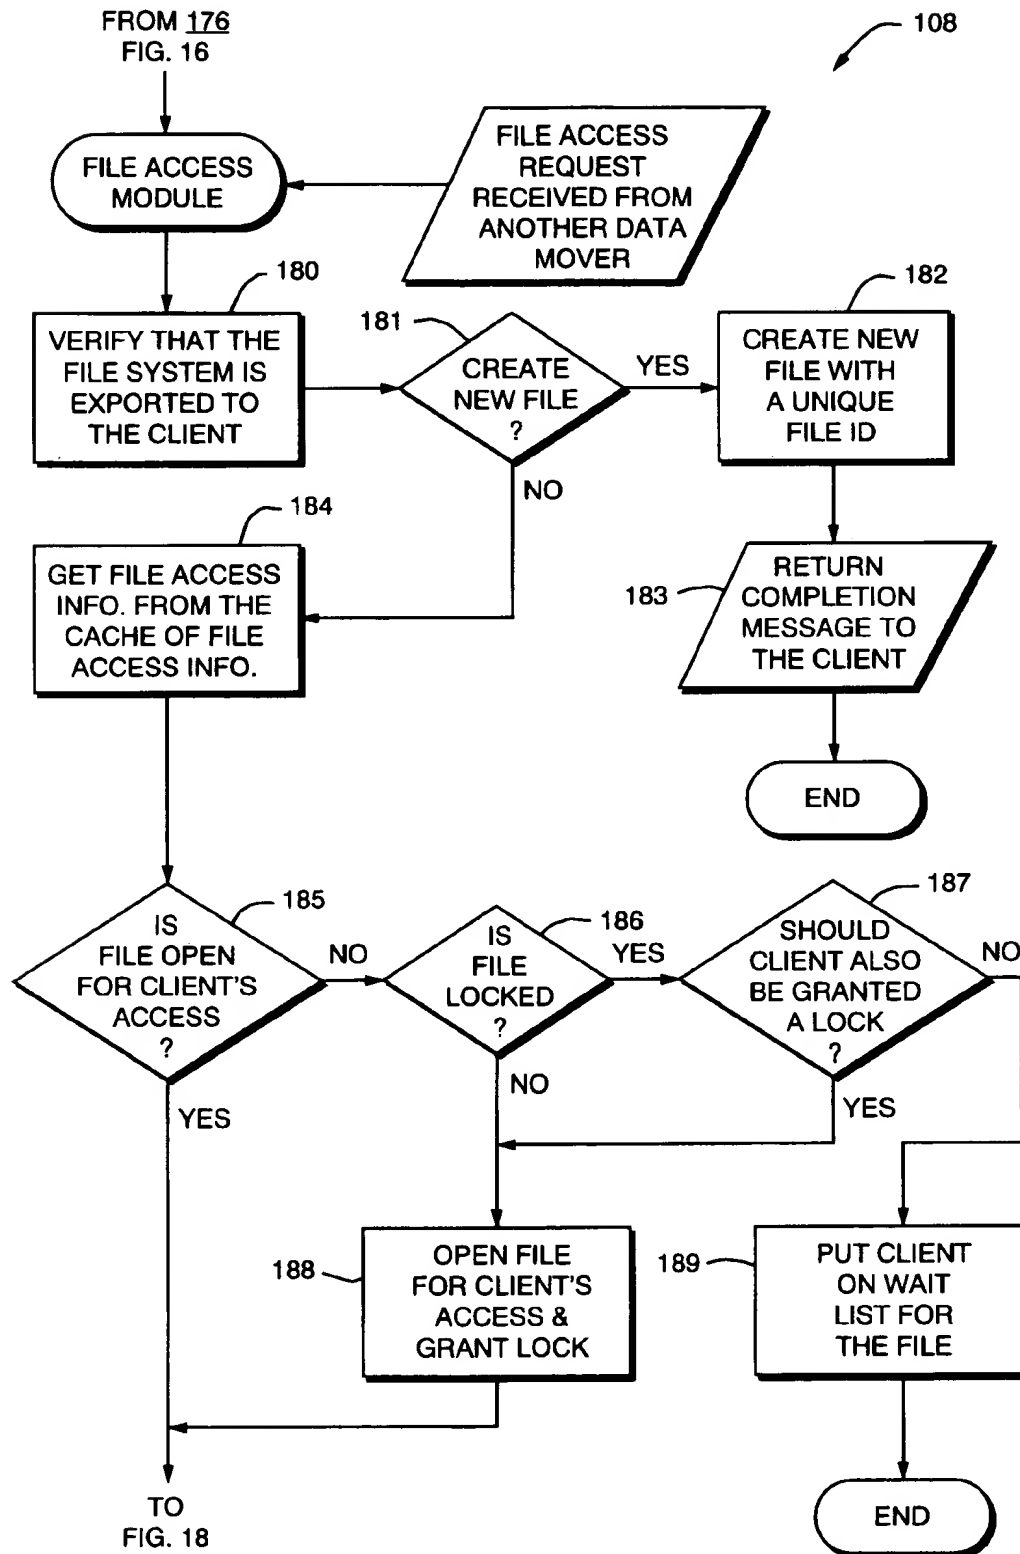 FROM 176
FIG. 16
108
FILE ACCESS
MODULE
FILE ACCESS
REQUEST
RECEIVED FROM
ANOTHER DATA
MOVER
180
VERIFY THAT THE
FILE SYSTEM IS
EXPORTED TO
THE CLIENT
181
CREATE
NEW FILE
?
YES
NO
182
CREATE NEW
FILE WITH
A UNIQUE
FILE ID
183
RETURN
COMPLETION
MESSAGE TO
THE CLIENT
END
184
GET FILE ACCESS
INFO. FROM THE
CACHE OF FILE
ACCESS INFO.
185
IS
FILE OPEN
FOR CLIENT'S
ACCESS
?
NO
YES
186
IS
FILE
LOCKED
?
YES
NO
187
SHOULD
CLIENT ALSO
BE GRANTED
A LOCK
?
NO
YES
188
OPEN FILE
FOR CLIENT'S
ACCESS &
GRANT LOCK
189
PUT CLIENT
ON WAIT
LIST FOR
THE FILE
END
TO
FIG. 18